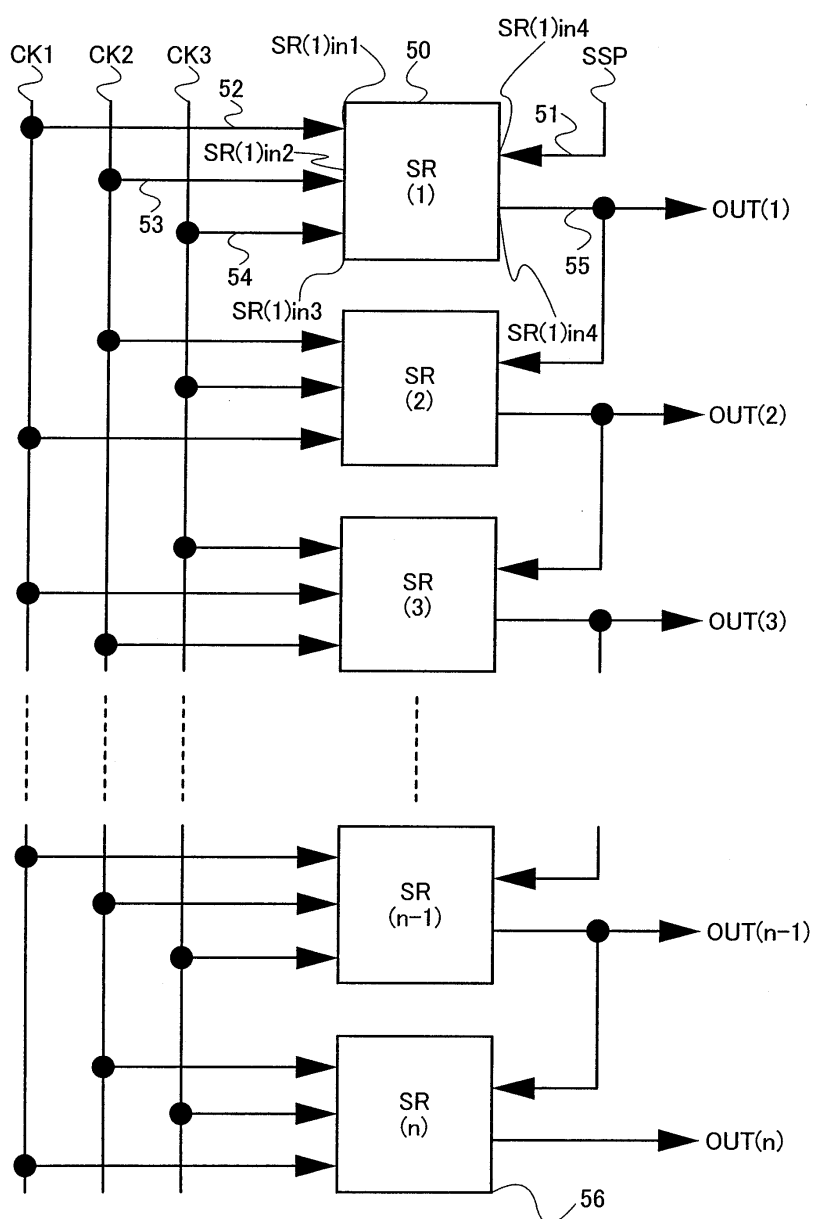 CK1
CK2
CK3
SR(1)in1
50
SR(1)in4
SSP
52
51
SR(1)in2
SR
(1)
53
54
55
OUT(1)
SR(1)in3
SR(1)in4
SR
(2)
OUT(2)
SR
(3)
OUT(3)
SR
(n-1)
OUT(n-1)
SR
(n)
OUT(n)
56